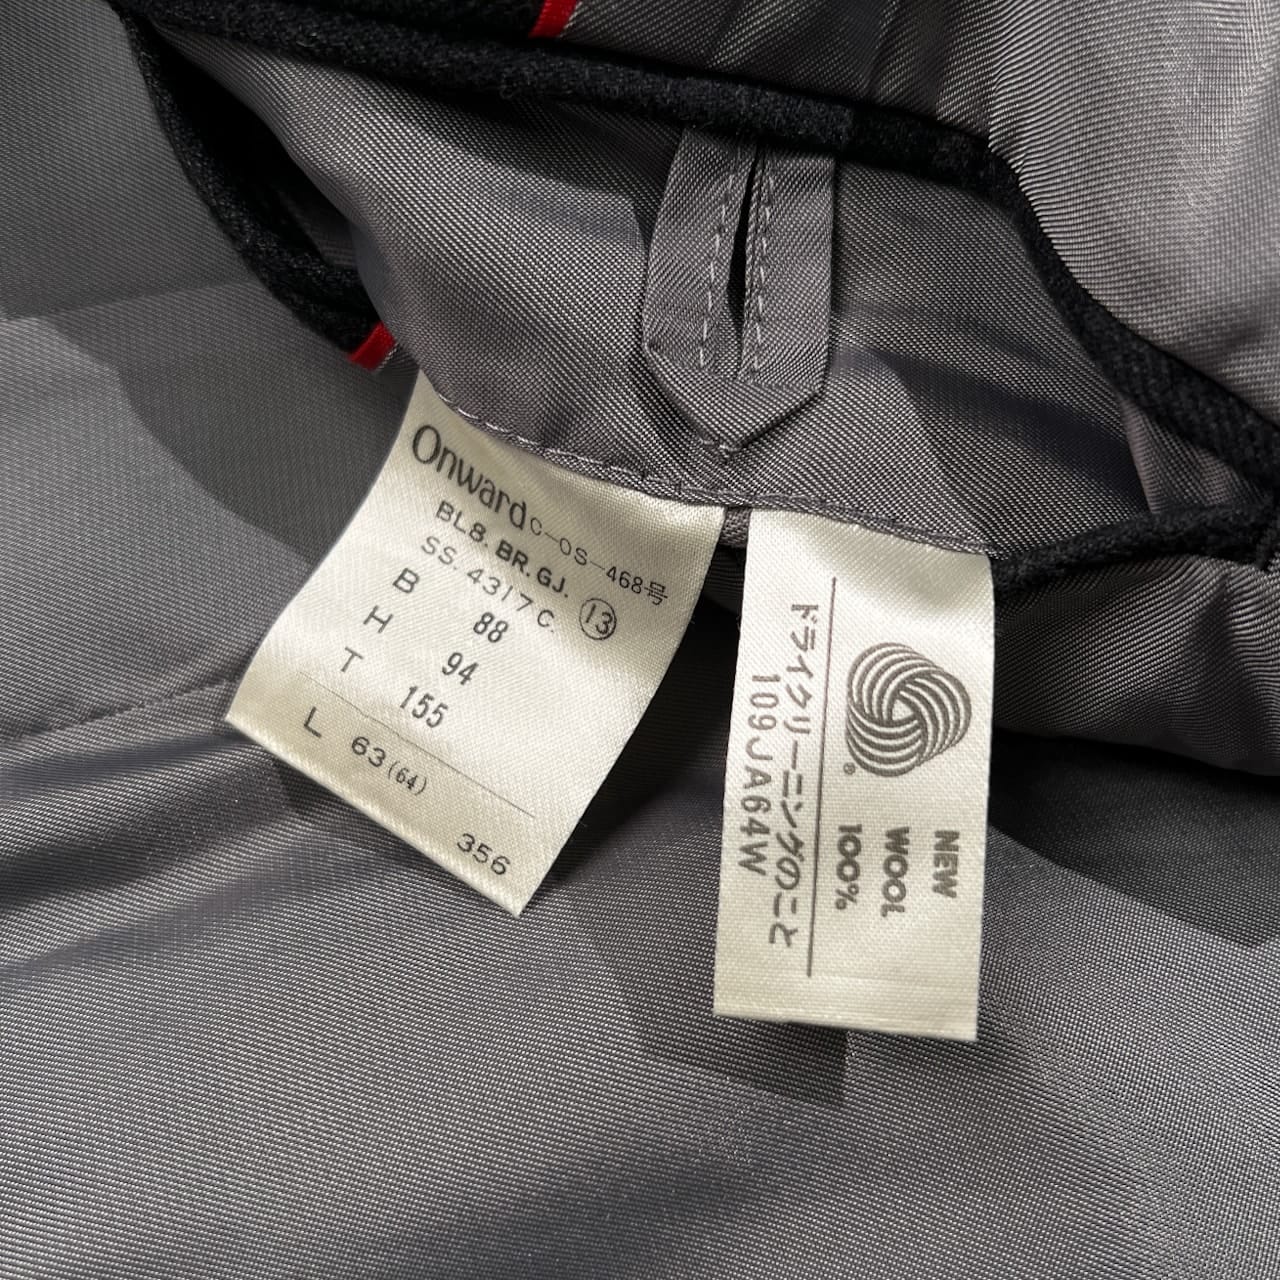 Onward C-OS-468号
BL8. BR. GJ.
SS. 4317 C. ⑬
B 88
H 94
T 155
L 63(64)
356
NEW
WOOL
100%
®
ドライクリーニングのこと
109JA64W